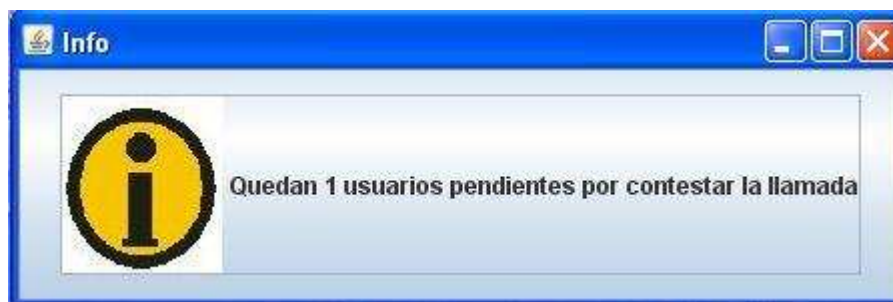 Info
Quedan 1 usuarios pendientes por contestar la llamada